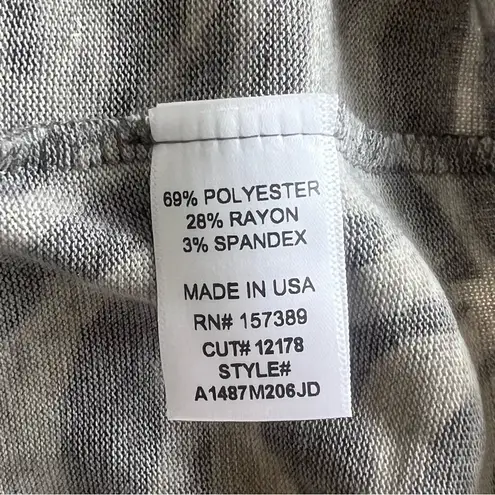 69% POLYESTER
28% RAYON
3% SPANDEX
MADE IN USA
RN# 157389
CUT# 12178
STYLE#
A1487M206JD